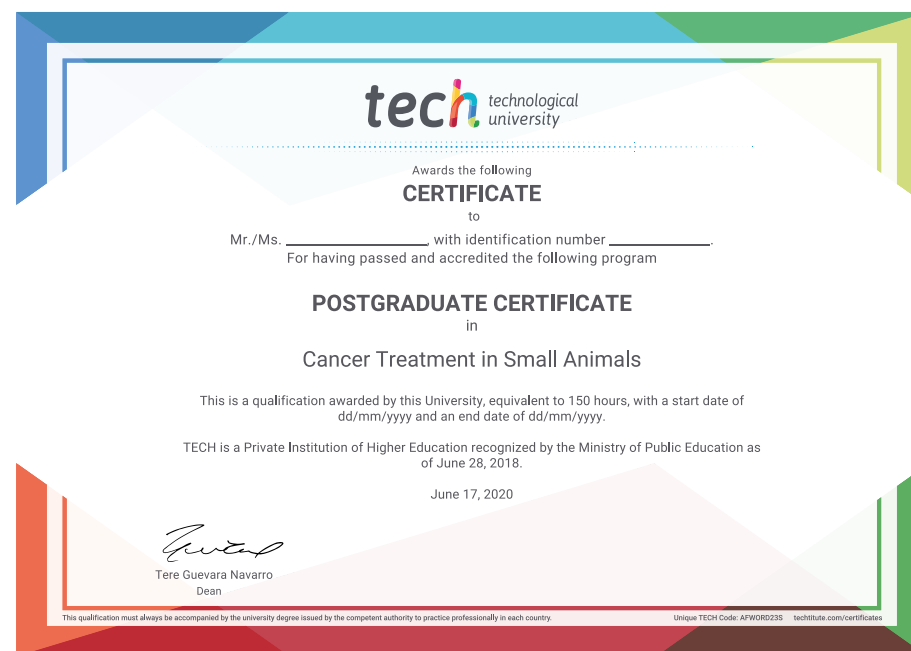 tech technological
university
Awards the following
CERTIFICATE
to
Mr./Ms. ____________________, with identification number ______________.
For having passed and accredited the following program
POSTGRADUATE CERTIFICATE
in
Cancer Treatment in Small Animals
This is a qualification awarded by this University, equivalent to 150 hours, with a start date of
dd/mm/yyyy and an end date of dd/mm/yyyy.
TECH is a Private Institution of Higher Education recognized by the Ministry of Public Education as
of June 28, 2018.
June 17, 2020
Tere Guevara Navarro
Dean
This qualification must always be accompanied by the university degree issued by the competent authority to practice professionally in each country. Unique TECH Code: AFWORD23S techtitute.com/certificates